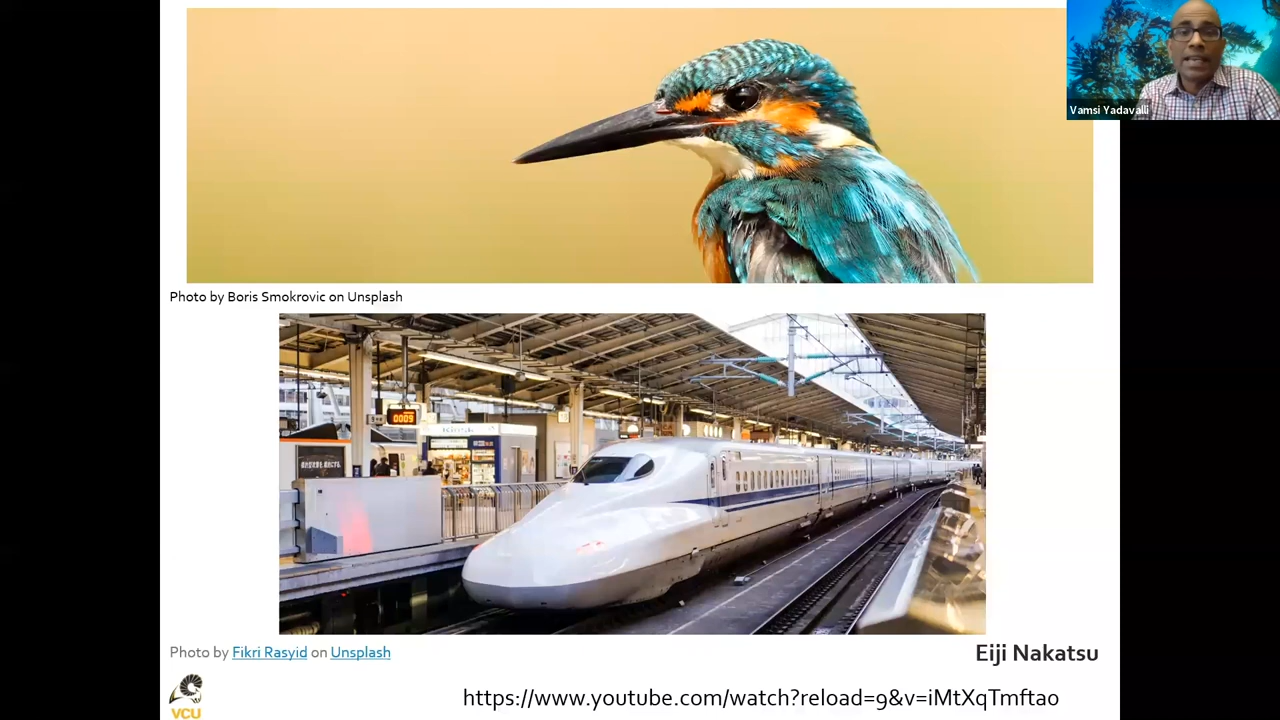 Vamsi Yadavalli
Photo by Boris Smokrovic on Unsplash
0009
Photo by Fikri Rasyid on Unsplash
Eiji Nakatsu
VCU
https://www.youtube.com/watch?reload=9&v=iMtXqTmftao